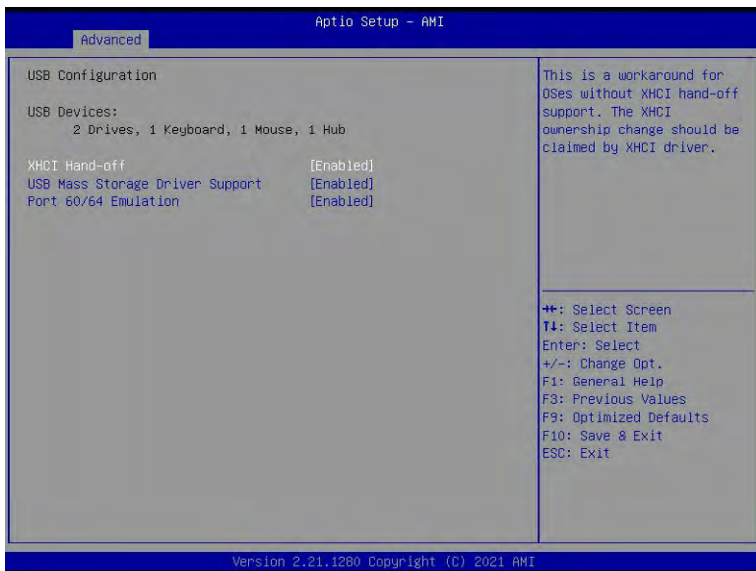 Aptio Setup – AMI
Advanced
USB Configuration
USB Devices:
2 Drives, 1 Keyboard, 1 Mouse, 1 Hub
XHCI Hand-off [Enabled]
USB Mass Storage Driver Support [Enabled]
Port 60/64 Emulation [Enabled]
This is a workaround for
OSes without XHCI hand-off
support. The XHCI
ownership change should be
claimed by XHCI driver.
→←: Select Screen
↑↓: Select Item
Enter: Select
+/-: Change Opt.
F1: General Help
F3: Previous Values
F9: Optimized Defaults
F10: Save & Exit
ESC: Exit
Version 2.21.1280 Copyright (C) 2021 AMI